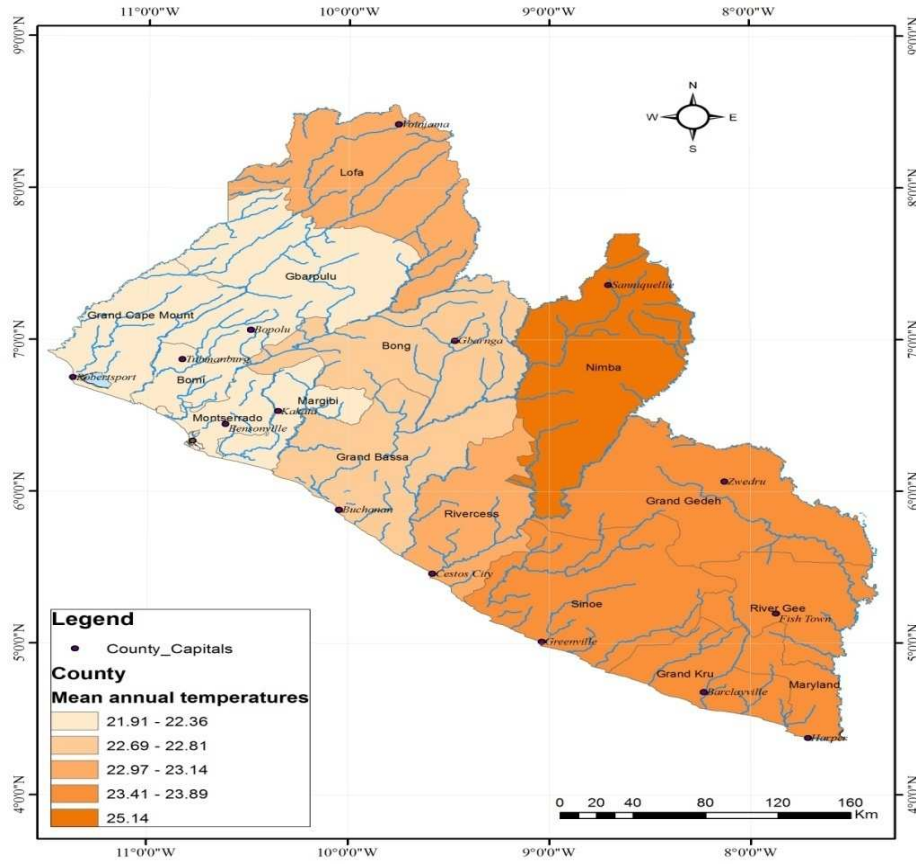 11°0'0"W 10°0'0"W 9°0'0"W 8°0'0"W
9°0'0"N 9°0'0"N
N
W E
S
Voinjama
Lofa
8°0'0"N 8°0'0"N
Gbarpulu
Sanniquellie
Grand Cape Mount
Bopolu
Gbarnga
7°0'0"N 7°0'0"N
Bong
Tubmanburg
Nimba
Robertsport
Bomi
Margibi
Kakata
Montserrado
Bensonville
Grand Bassa
Zwedru
6°0'0"N 6°0'0"N
Grand Gedeh
Buchanan
Rivercess
Cestos City
Sinoe
River Gee
Fish Town
Legend
County_Capitals
Greenville
5°0'0"N 5°0'0"N
County
Grand Kru
Maryland
Barclayville
Mean annual temperatures
21.91 - 22.36
Harper
22.69 - 22.81
22.97 - 23.14
4°0'0"N 4°0'0"N
23.41 - 23.89
0 20 40 80 120 160
Km
25.14
11°0'0"W 10°0'0"W 9°0'0"W 8°0'0"W